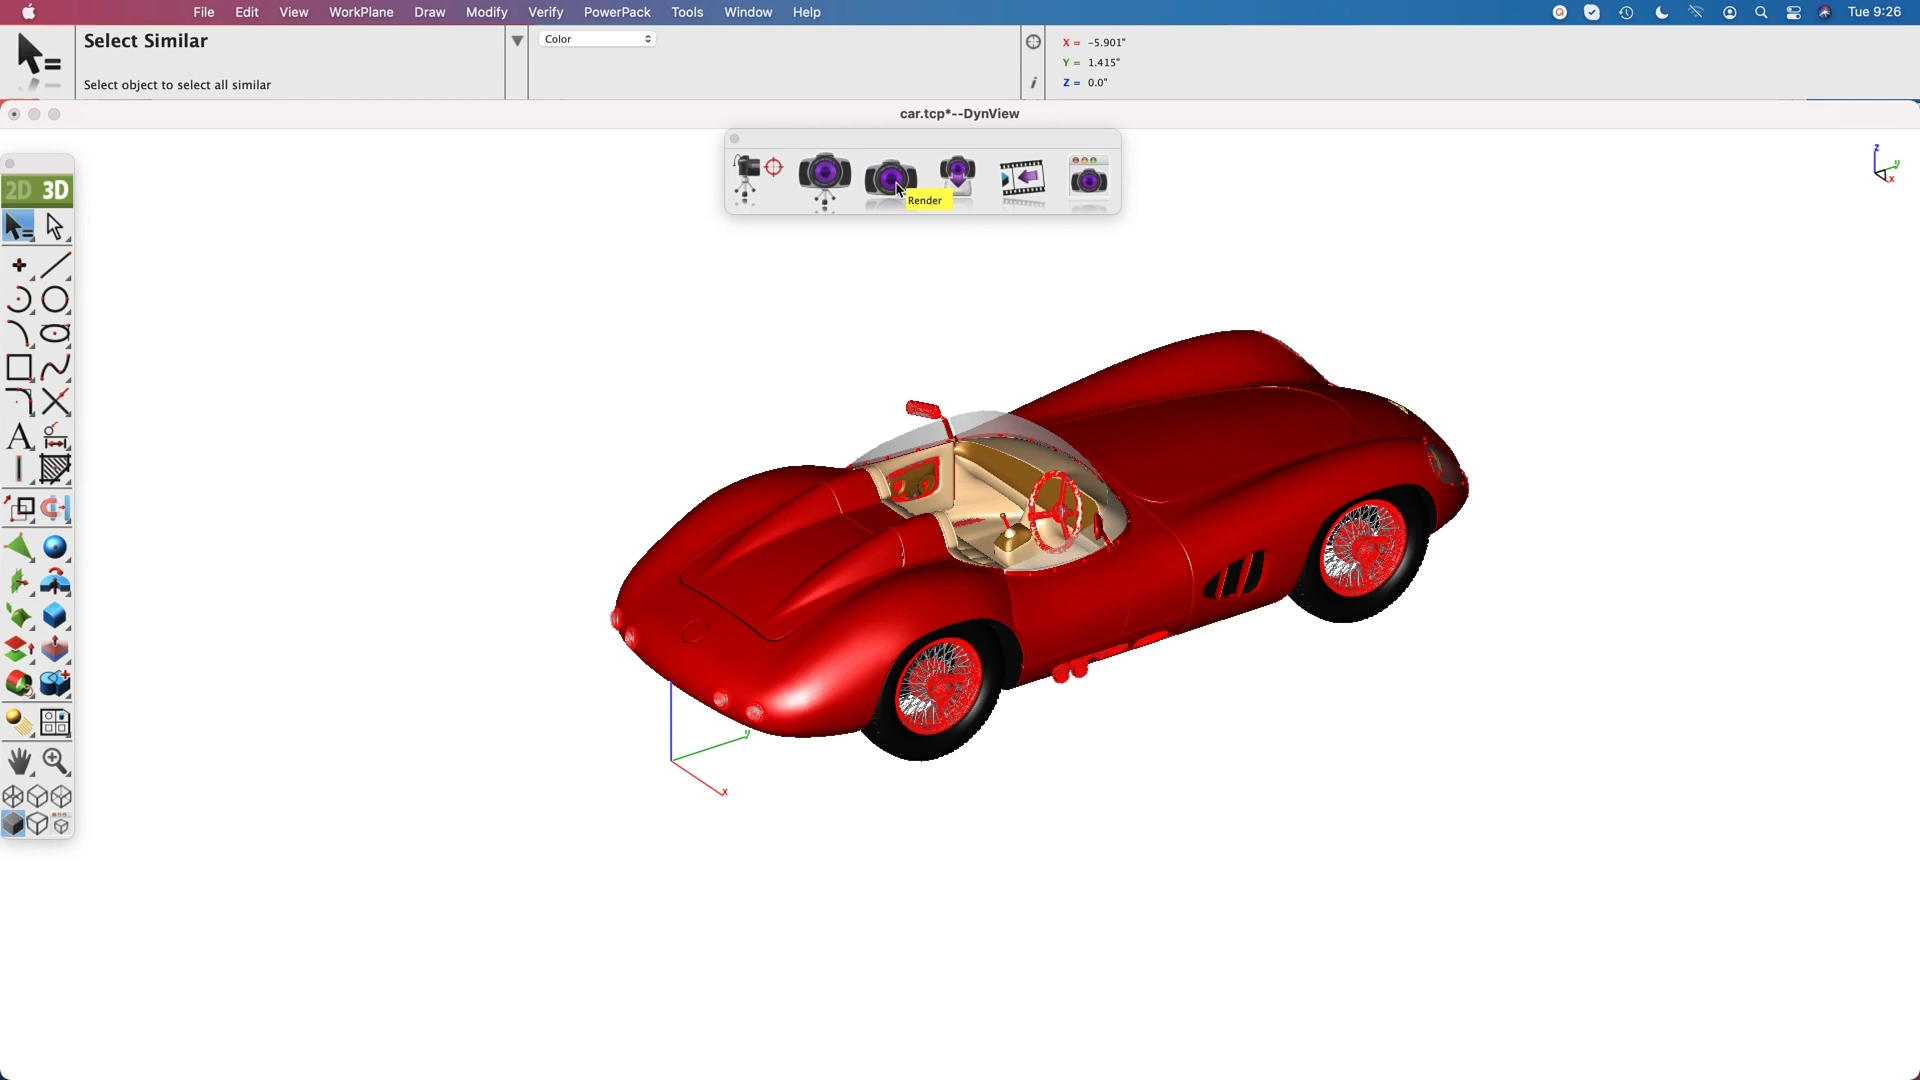 File Edit View WorkPlane Draw Modify Verify PowerPack Tools Window Help Tue 9:26
Select Similar
Color
X = -5.901"
Y = 1.415"
Z = 0.0"
Select object to select all similar
car.tcp*--DynView
Render
2D 3D
A
z
y
x
y
x